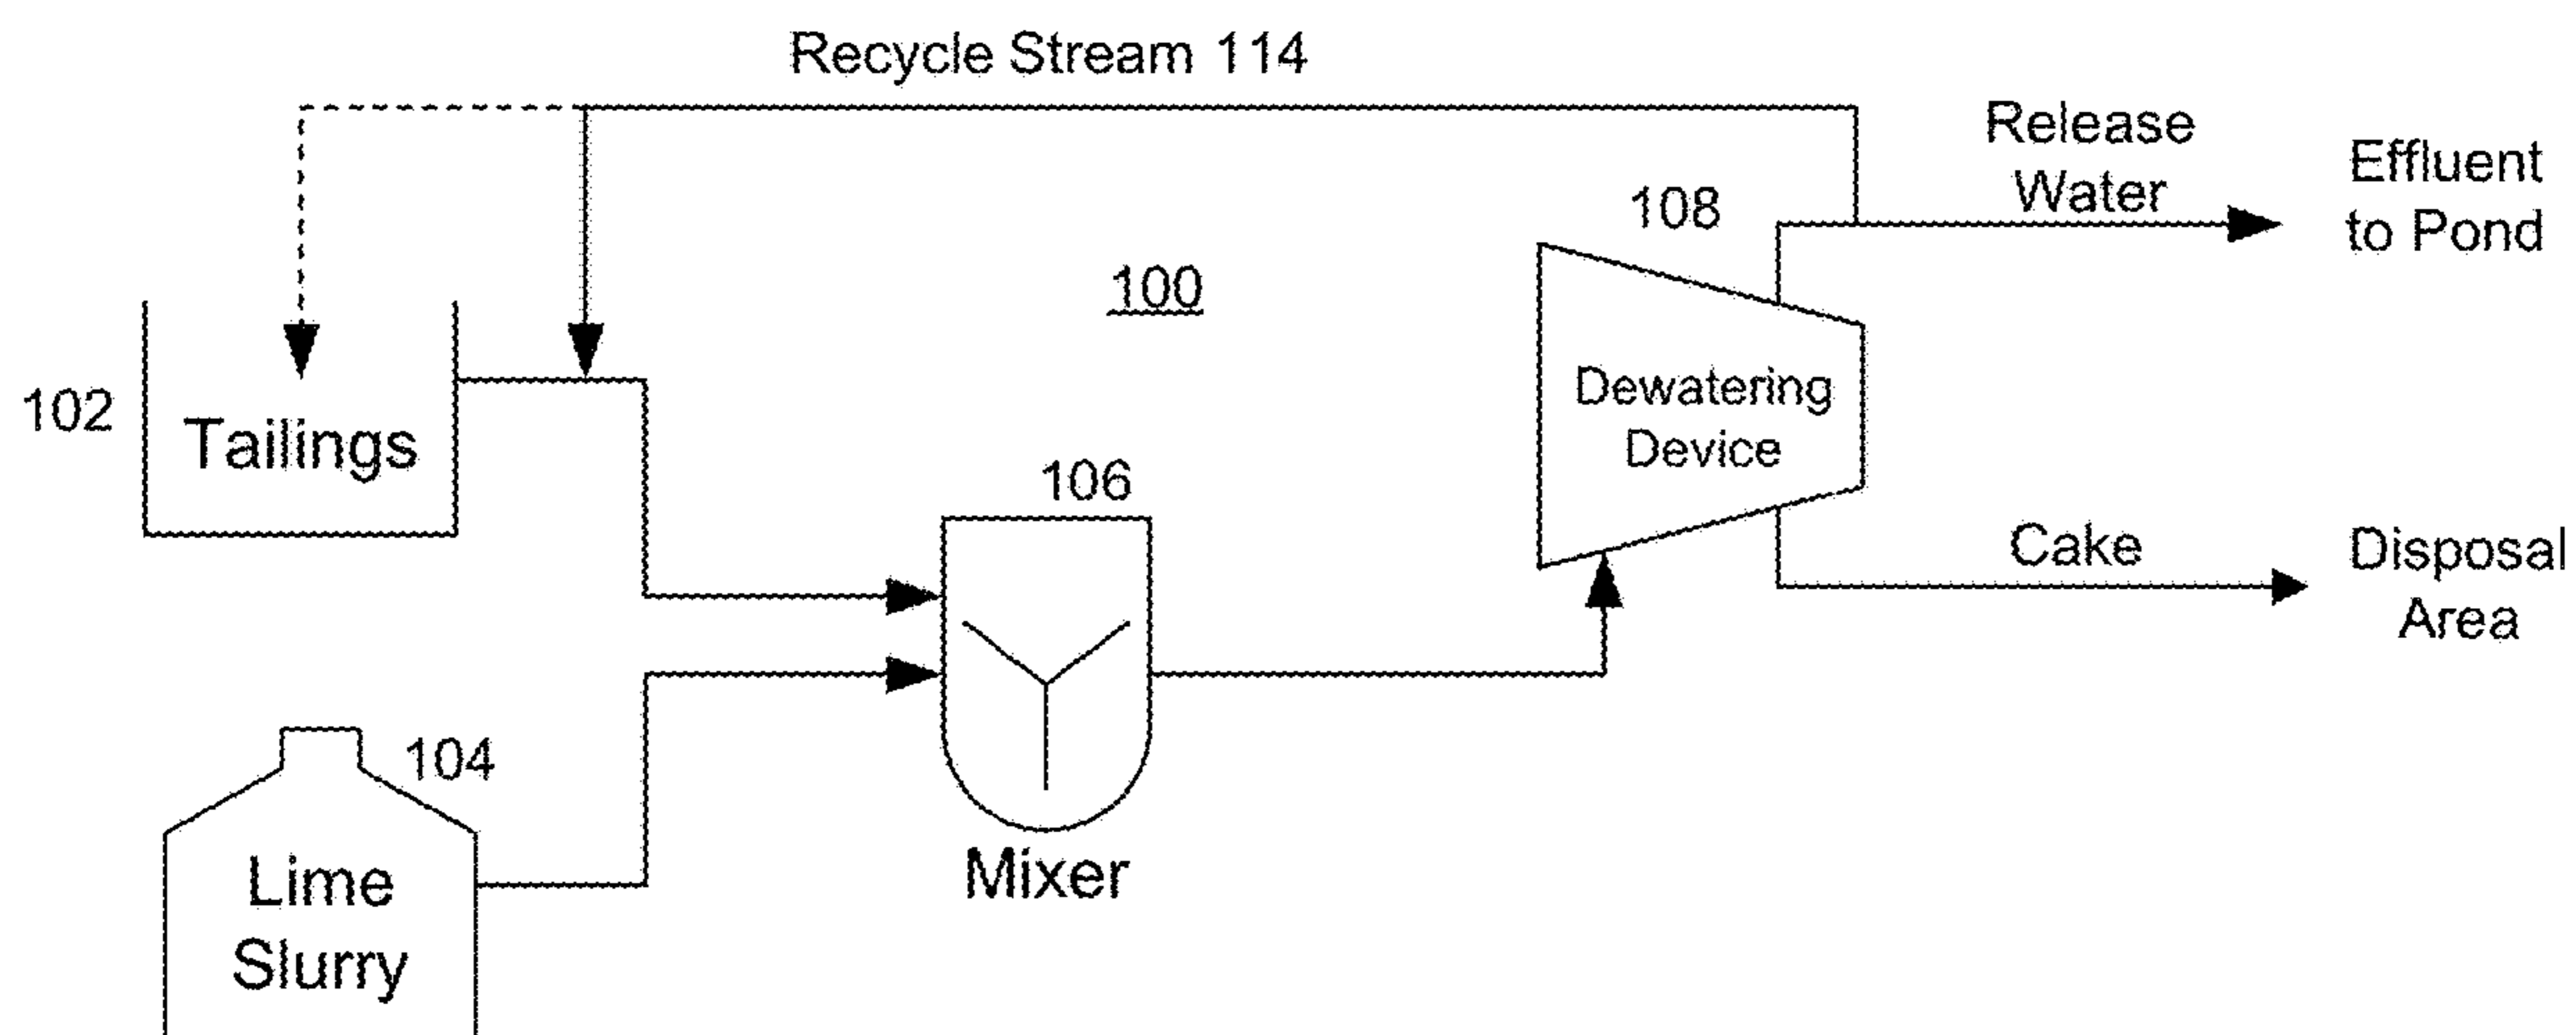 Recycle Stream 114
Release
Water
Effluent
to Pond
108
100
102
Tailings
Dewatering
Device
106
Cake
Disposal
Area
104
Mixer
Lime
Slurry